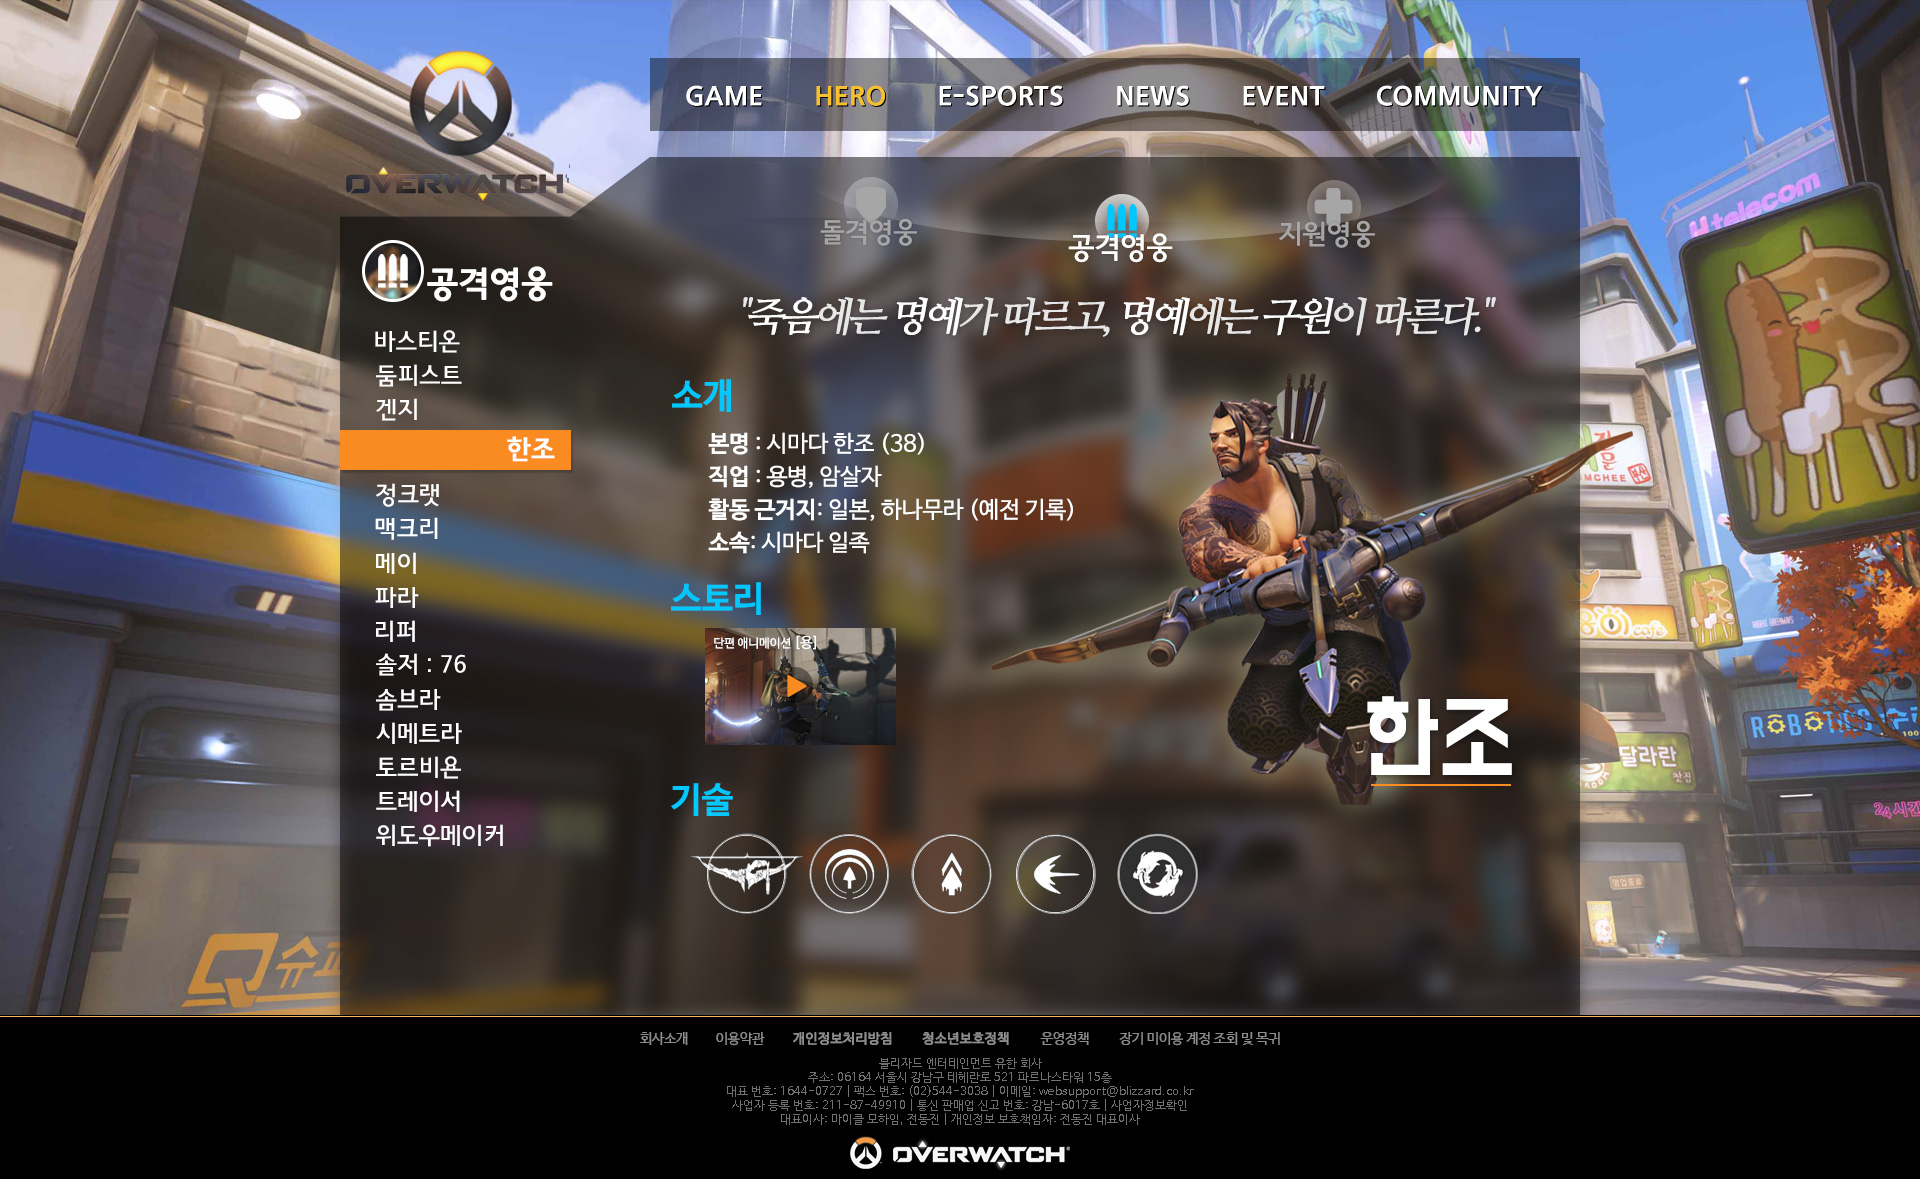 OVERWATCH
GAME HERO E-SPORTS NEWS EVENT COMMUNITY
돌격영웅 공격영웅 지원영웅
공격영웅
바스티온
둠피스트
겐지
한조
정크랫
맥크리
메이
파라
리퍼
솔저 : 76
솜브라
시메트라
토르비욘
트레이서
위도우메이커
"죽음에는 명예가 따르고, 명예에는 구원이 따른다."
소개
본명 : 시마다 한조 (38)
직업 : 용병, 암살자
활동 근거지: 일본, 하나무라 (예전 기록)
소속: 시마다 일족
스토리
단편 애니메이션 [용]
기술
한조
H telecom
달라란
맛집
24시간
Q슈퍼
회사소개 이용약관 개인정보처리방침 청소년보호정책 운영정책 장기 미이용 계정 조회 및 복귀
블리자드 엔터테인먼트 유한 회사
주소: 06164 서울시 강남구 테헤란로 521 파르나스타워 15층
대표 번호: 1644-0727 | 팩스 번호: (02)544-3038 | 이메일: websupport@blizzard.co.kr
사업자 등록 번호: 211-87-49910 | 통신 판매업 신고 번호: 강남-6017호 | 사업자정보확인
대표이사: 마이클 모하임, 전동진 | 개인정보 보호책임자: 전동진 대표이사
OVERWATCH